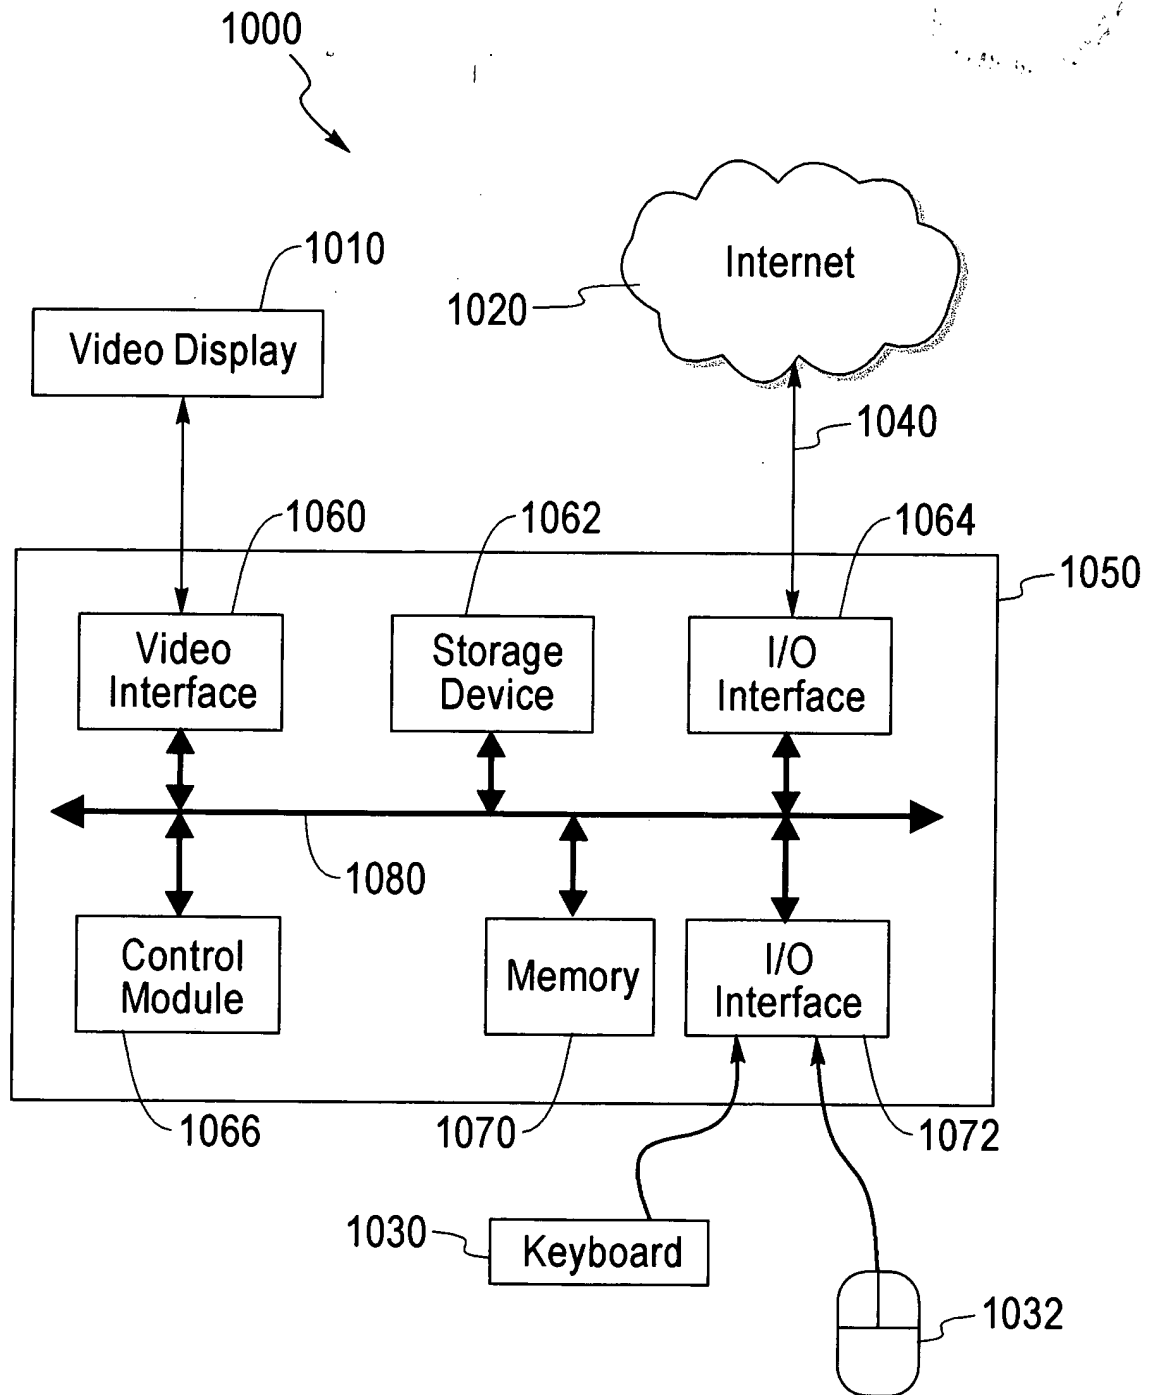 1000
1010
Internet
1020
Video Display
1040
1060
1062
1064
1050
Video
Interface
Storage
Device
I/O
Interface
1080
Control
Module
Memory
I/O
Interface
1066
1070
1072
1030
Keyboard
1032